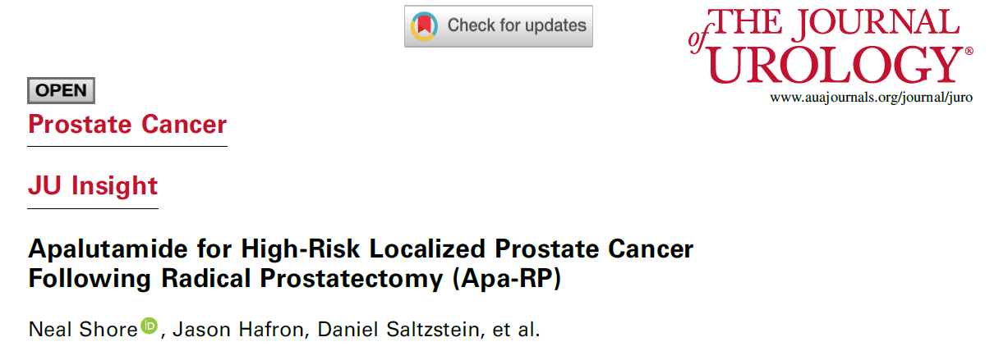 Check for updates
THE JOURNAL
of UROLOGY®
www.auajournals.org/journal/juro
OPEN
Prostate Cancer
JU Insight
Apalutamide for High-Risk Localized Prostate Cancer
Following Radical Prostatectomy (Apa-RP)
Neal Shore iD, Jason Hafron, Daniel Saltzstein, et al.